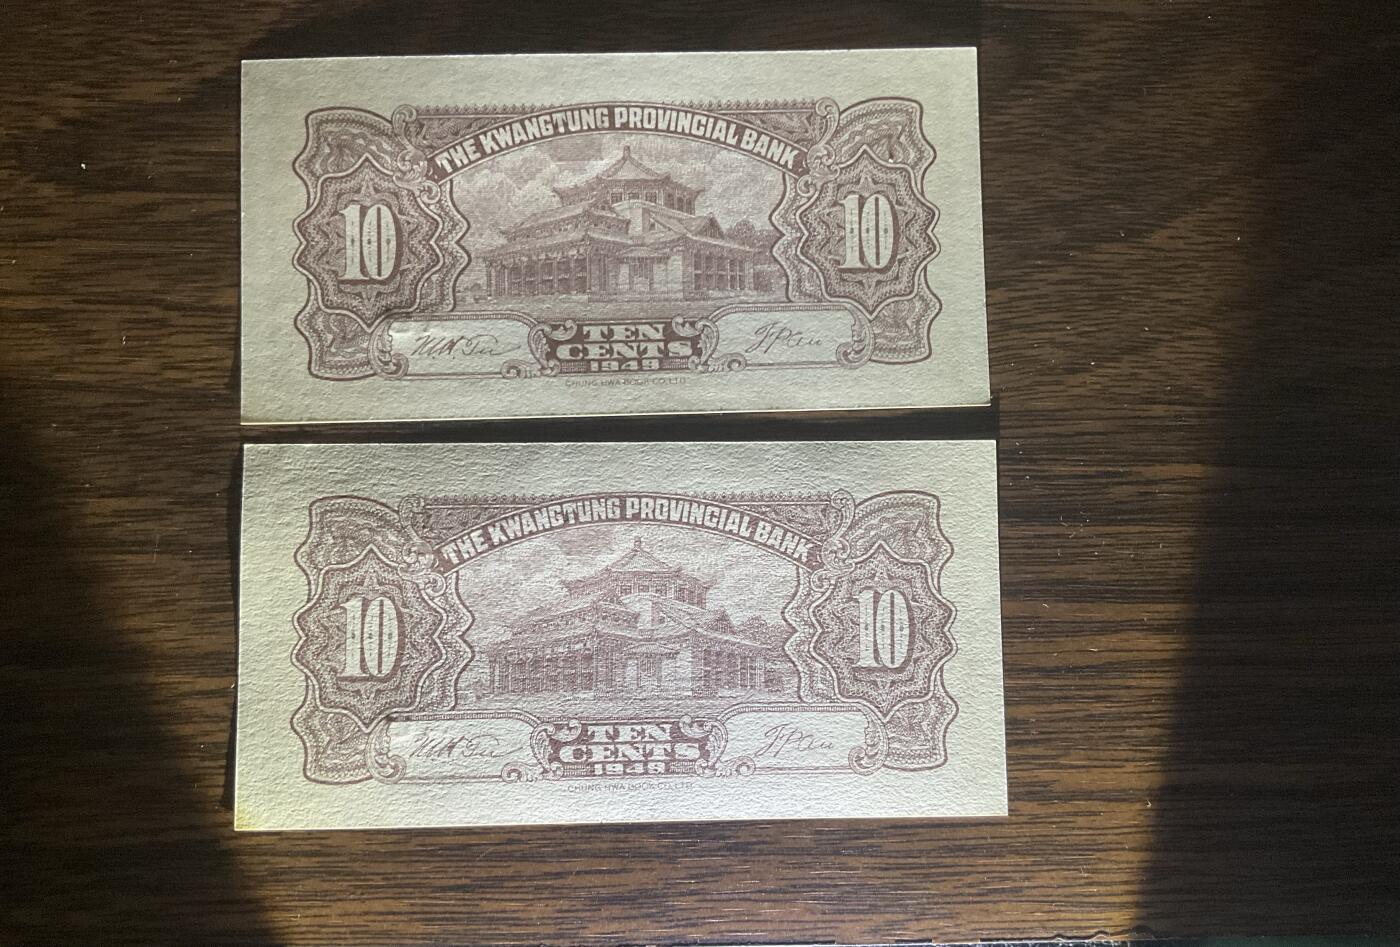 THE KWANGTUNG PROVINCIAL BANK
10 10
TEN
CENTS
1949
CHUNG HWA BOOK CO. LTD.
THE KWANGTUNG PROVINCIAL BANK
10 10
TEN
CENTS
1949
CHUNG HWA BOOK CO. LTD.